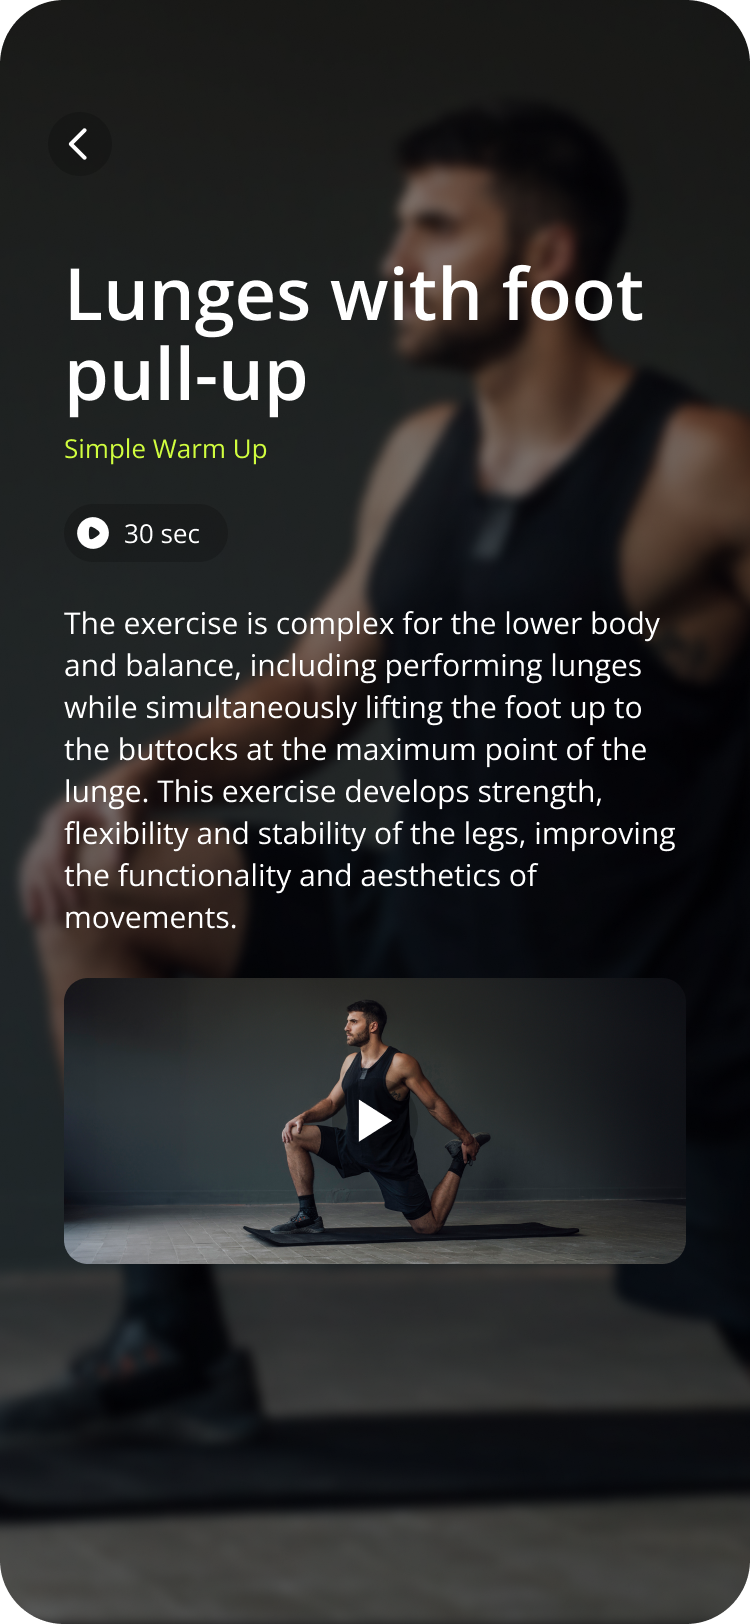 Lunges with foot
pull-up
Simple Warm Up
30 sec
The exercise is complex for the lower body
and balance, including performing lunges
while simultaneously lifting the foot up to
the buttocks at the maximum point of the
lunge. This exercise develops strength,
flexibility and stability of the legs, improving
the functionality and aesthetics of
movements.